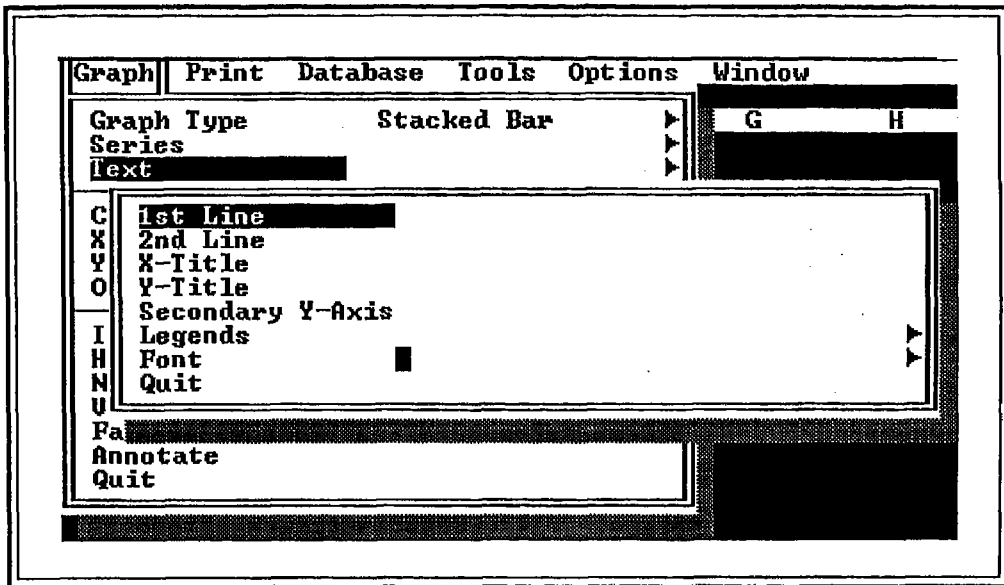 Graph Print Database Tools Options Window
Graph Type Stacked Bar G H
Series
Text
1st Line
C
2nd Line
X
X-Title
Y
Y-Title
O
Secondary Y-Axis
Legends
I
Font
H
Quit
N
V
Fa
Annotate
Quit